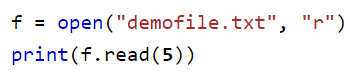 f = open("demofile.txt", "r")
print(f.read(5))